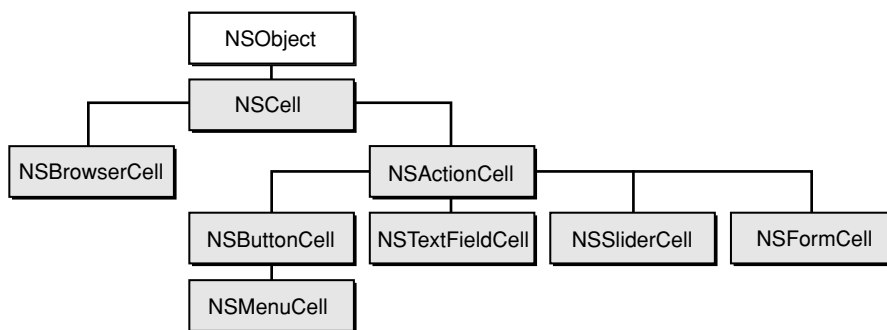 NSObject
NSCell
NSBrowserCell
NSActionCell
NSButtonCell
NSTextFieldCell
NSSliderCell
NSFormCell
NSMenuCell